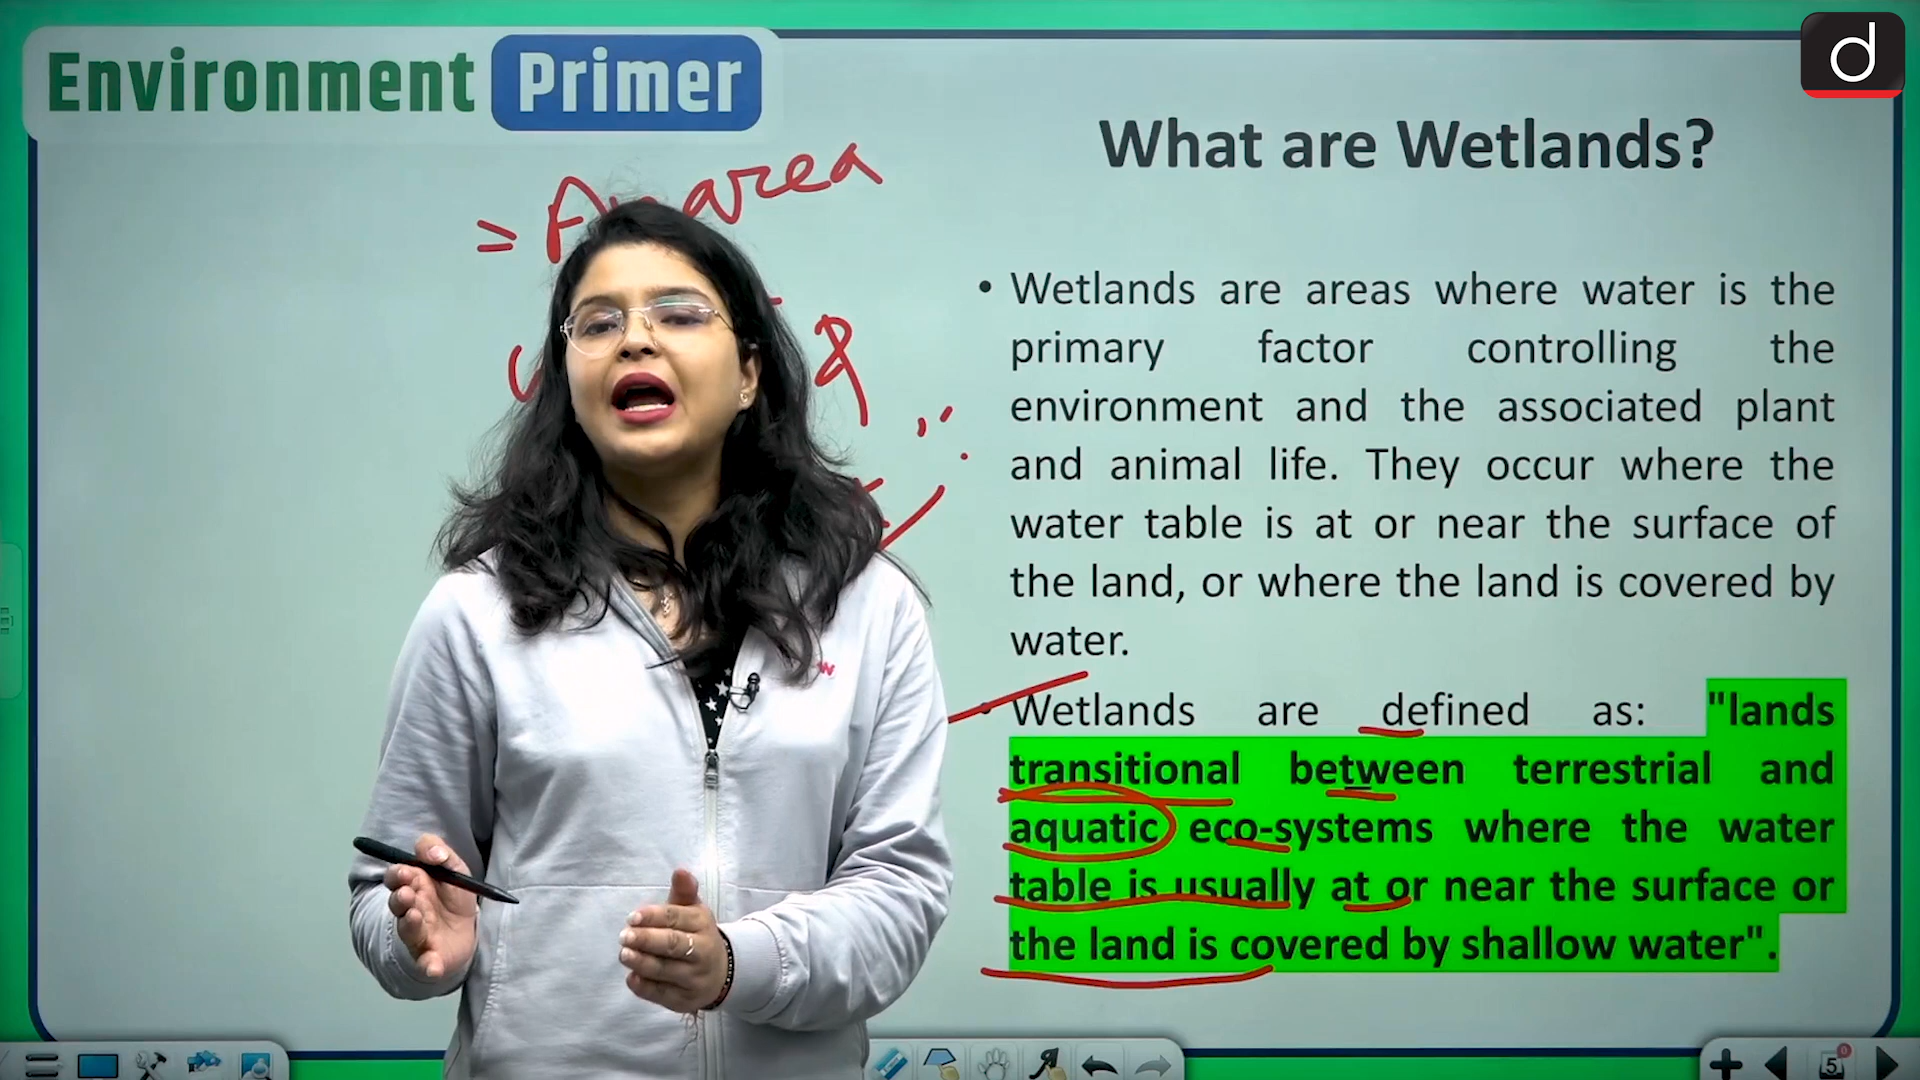 Environment Primer
d
What are Wetlands?
= An area
&
• Wetlands are areas where water is the
primary factor controlling the
environment and the associated plant
and animal life. They occur where the
water table is at or near the surface of
the land, or where the land is covered by
water.
• Wetlands are defined as: "lands
transitional between terrestrial and
aquatic eco-systems where the water
table is usually at or near the surface or
the land is covered by shallow water".
w
5
0